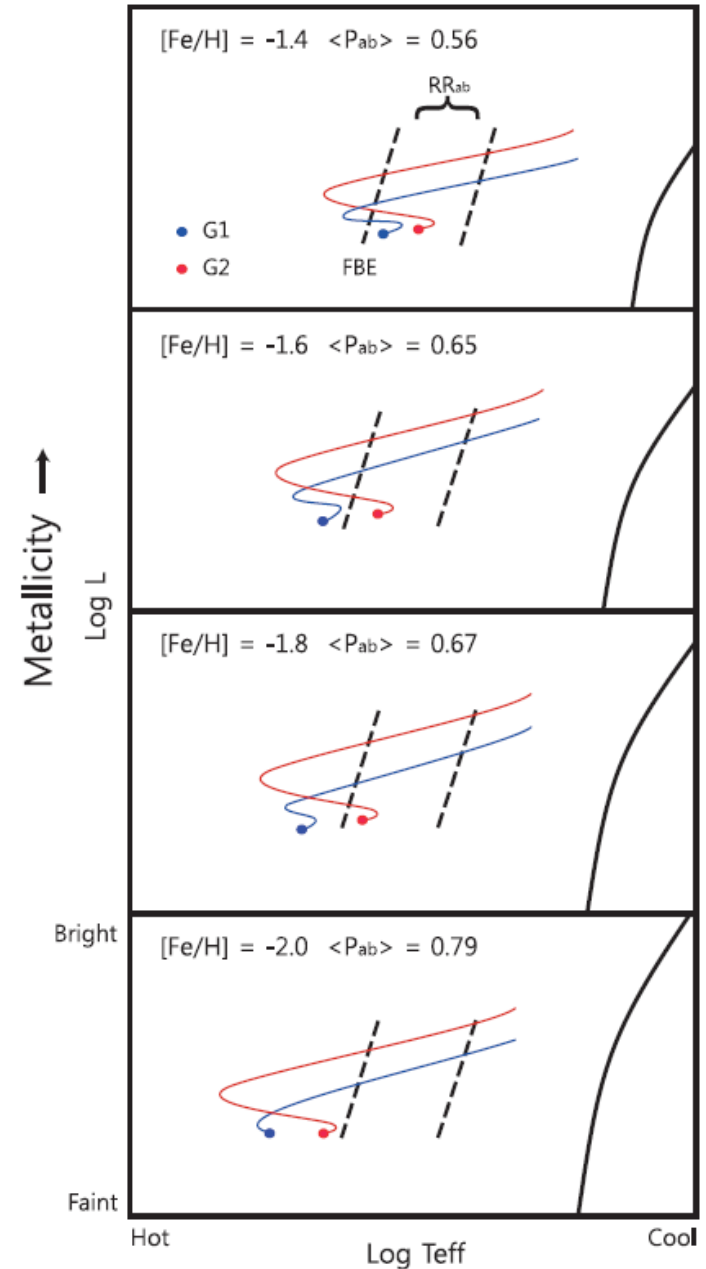 [Fe/H] = -1.4 <Pab> = 0.56
RRab
G1
G2
FBE
[Fe/H] = -1.6 <Pab> = 0.65
Metallicity
Log L
[Fe/H] = -1.8 <Pab> = 0.67
Bright
[Fe/H] = -2.0 <Pab> = 0.79
Faint
Hot
Log Teff
Cool